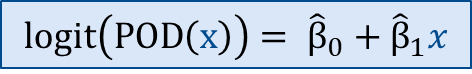 logit(POD(x)) = β̂₀ + β̂₁x